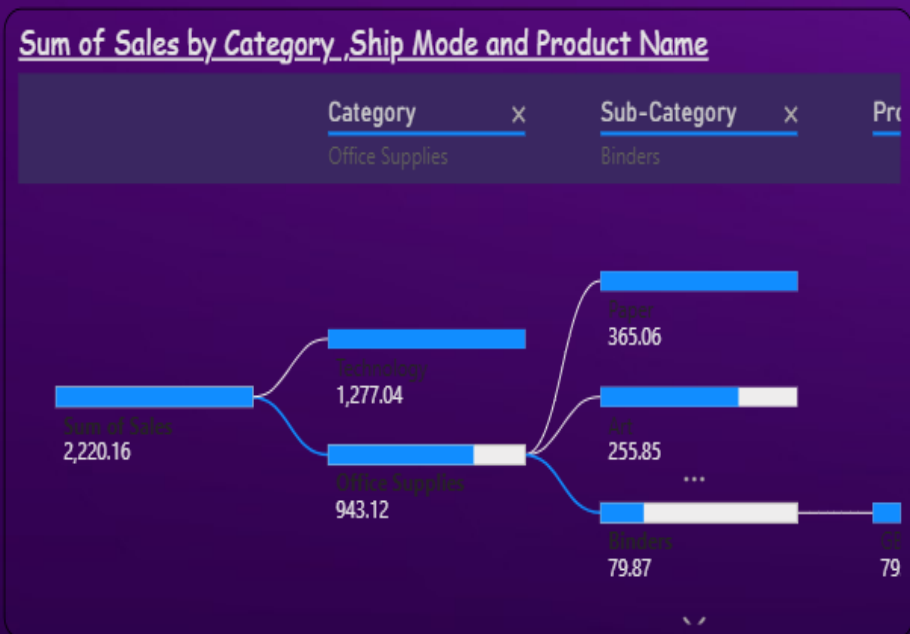 Sum of Sales by Category ,Ship Mode and Product Name
Category ×
Office Supplies
Sub-Category ×
Binders
Sum of Sales
2,220.16
Technology
1,277.04
Office Supplies
943.12
Paper
365.06
Art
255.85
...
Binders
79.87
79